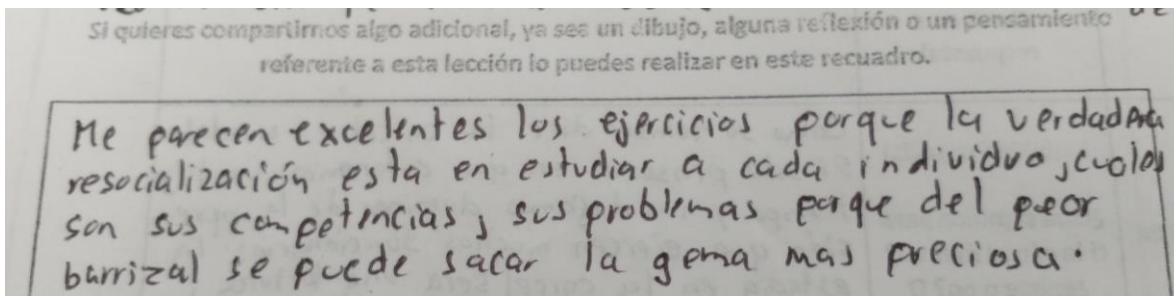 Si quieres compartirnos algo adicional, ya sea un dibujo, alguna reflexión o un pensamiento
referente a esta lección lo puedes realizar en este recuadro.
Me parecen excelentes los ejercicios porque la verdadera
resocialización esta en estudiar a cada individuo, cuales
son sus competencias, sus problemas porque del peor
barrizal se puede sacar la gema mas preciosa.